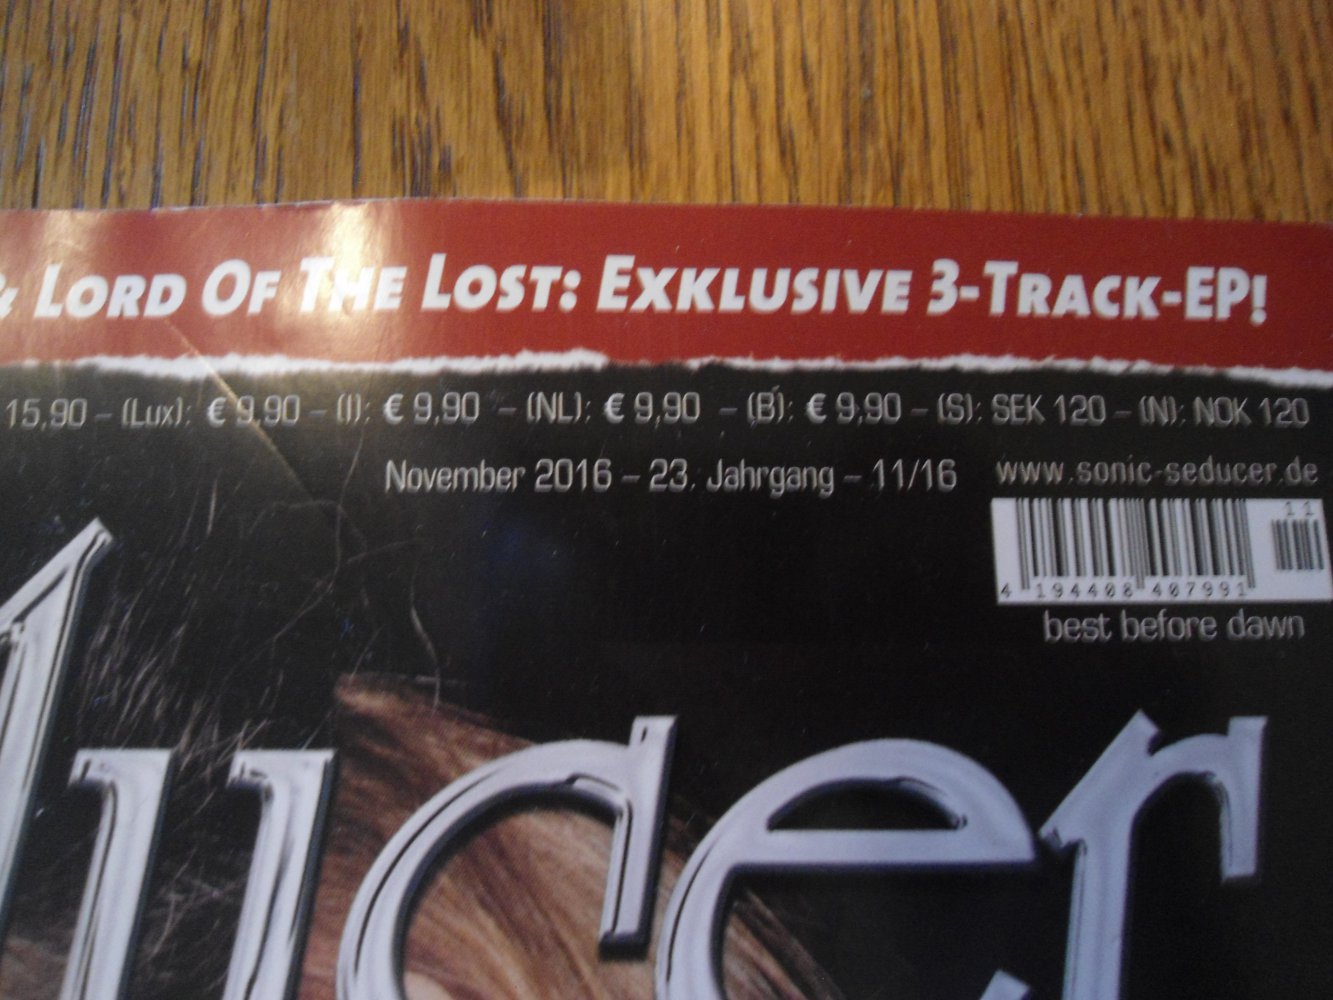 & LORD OF THE LOST: EXKLUSIVE 3-TRACK-EP!
15,90 – (Lux): € 9,90 – (I): € 9,90 – (NL): € 9,90 – (B): € 9,90 – (S): SEK 120 – (N): NOK 120
November 2016 – 23. Jahrgang – 11/16
www.sonic-seducer.de
11
4 194408 407991
best before dawn
ducer